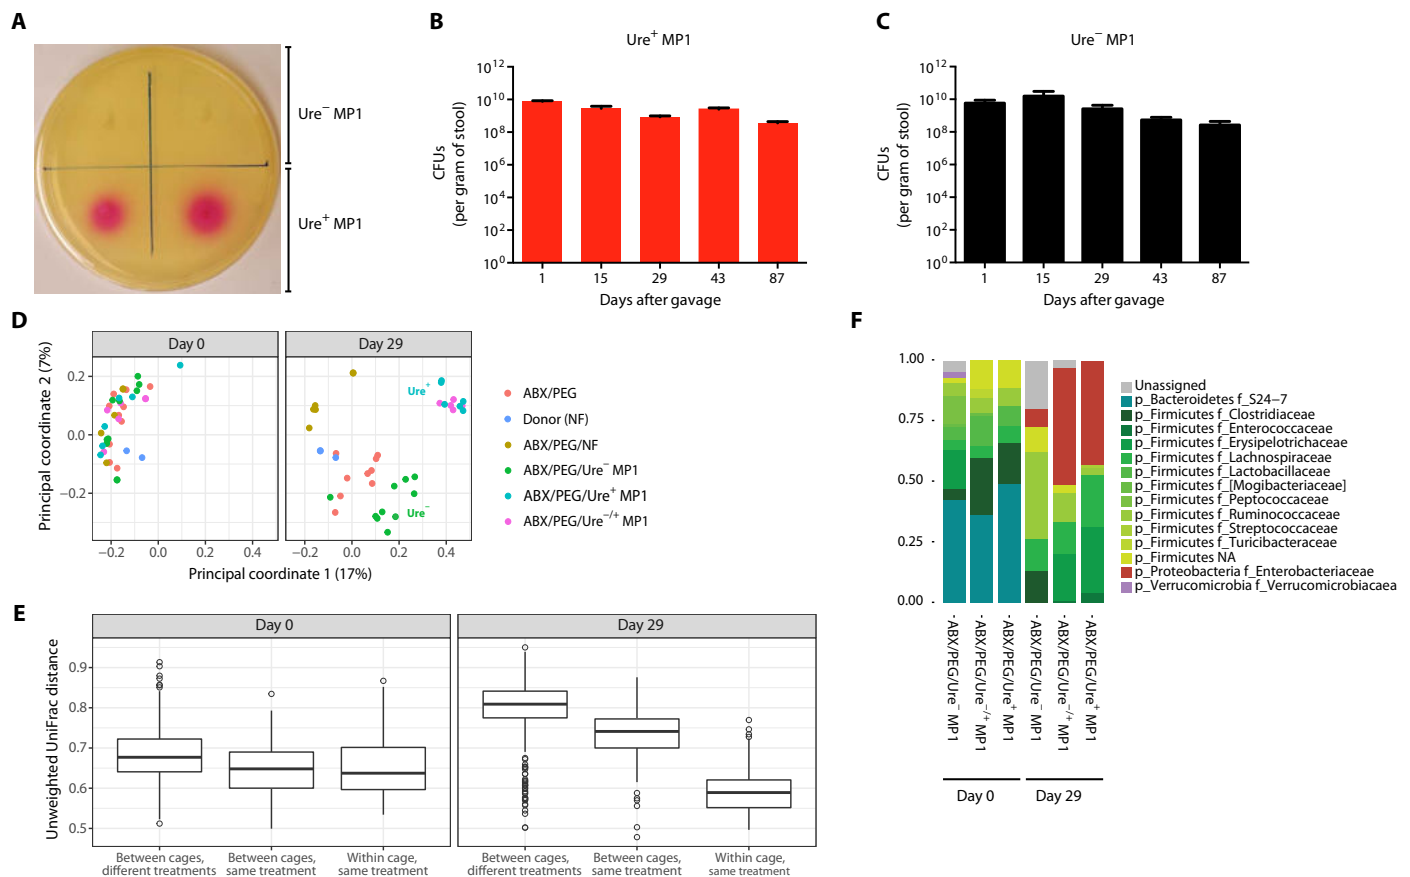 A
Ure⁻ MP1
Ure⁺ MP1
B
Ure⁺ MP1
CFUs
(per gram of stool)
10¹²
10¹⁰
10⁸
10⁶
10⁴
10²
10⁰
1 15 29 43 87
Days after gavage
C
Ure⁻ MP1
CFUs
(per gram of stool)
10¹²
10¹⁰
10⁸
10⁶
10⁴
10²
10⁰
1 15 29 43 87
Days after gavage
D
Day 0 Day 29
Principal coordinate 2 (7%)
0.2
0.0
−0.2
Ure⁺
Ure⁻
−0.2 0.0 0.2 0.4 −0.2 0.0 0.2 0.4
Principal coordinate 1 (17%)
ABX/PEG
Donor (NF)
ABX/PEG/NF
ABX/PEG/Ure⁻ MP1
ABX/PEG/Ure⁺ MP1
ABX/PEG/Ure⁻/⁺ MP1
E
Day 0 Day 29
Unweighted UniFrac distance
0.9
0.8
0.7
0.6
0.5
Between cages, Between cages, Within cage, Between cages, Between cages, Within cage,
different treatments same treatment same treatment different treatments same treatment same treatment
F
1.00
0.75
0.50
0.25
0.00
- ABX/PEG/Ure⁻ MP1
- ABX/PEG/Ure⁻/⁺ MP1
- ABX/PEG/Ure⁺ MP1
- ABX/PEG/Ure⁻ MP1
- ABX/PEG/Ure⁻/⁺ MP1
- ABX/PEG/Ure⁺ MP1
Day 0 Day 29
Unassigned
p_Bacteroidetes f_S24−7
p_Firmicutes f_Clostridiaceae
p_Firmicutes f_Enterococcaceae
p_Firmicutes f_Erysipelotrichaceae
p_Firmicutes f_Lachnospiraceae
p_Firmicutes f_Lactobacillaceae
p_Firmicutes f_[Mogibacteriaceae]
p_Firmicutes f_Peptococcaceae
p_Firmicutes f_Ruminococcaceae
p_Firmicutes f_Streptococcaceae
p_Firmicutes f_Turicibacteraceae
p_Firmicutes NA
p_Proteobacteria f_Enterobacteriaceae
p_Verrucomicrobia f_Verrucomicrobiacaea